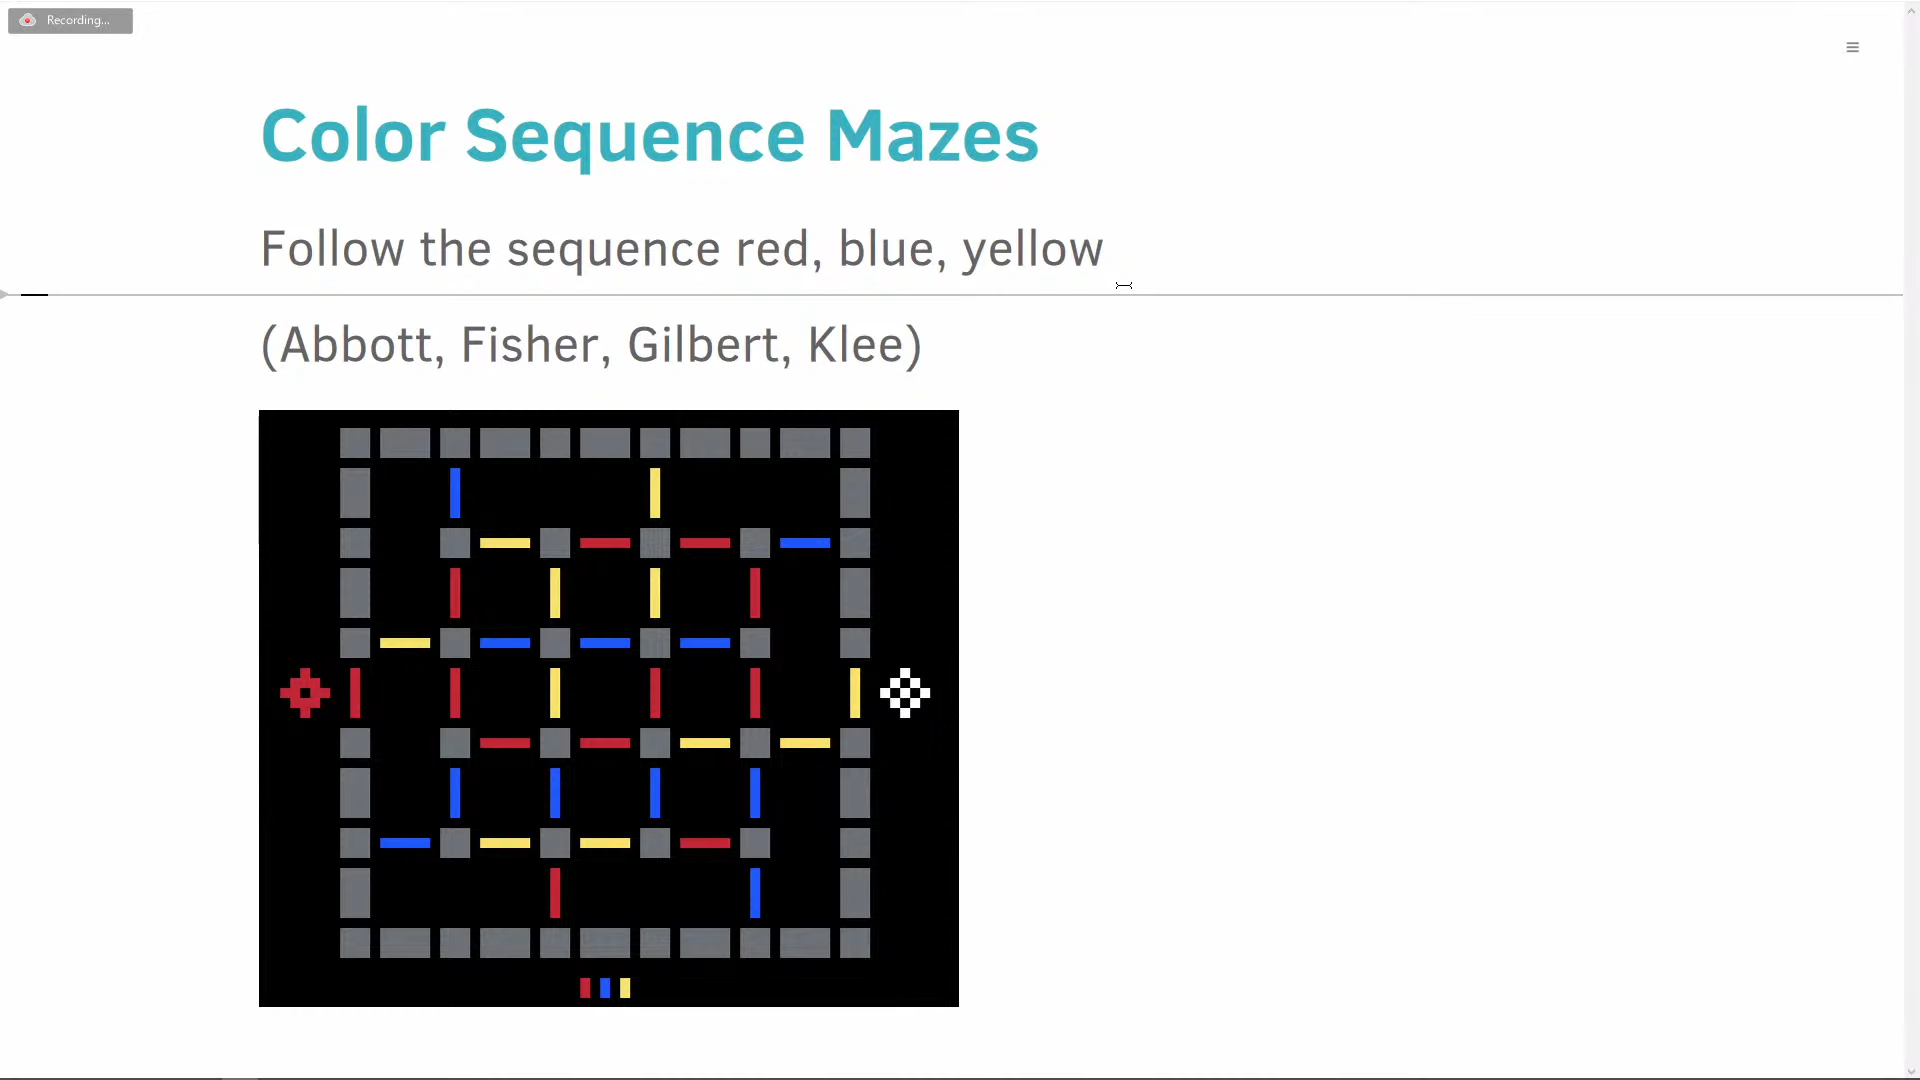 Recording...
Color Sequence Mazes
Follow the sequence red, blue, yellow
(Abbott, Fisher, Gilbert, Klee)